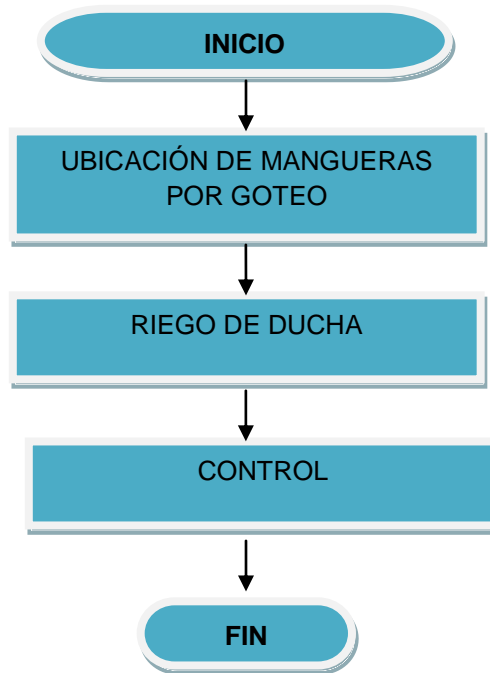 INICIO
UBICACIÓN DE MANGUERAS
POR GOTEO
RIEGO DE DUCHA
CONTROL
FIN